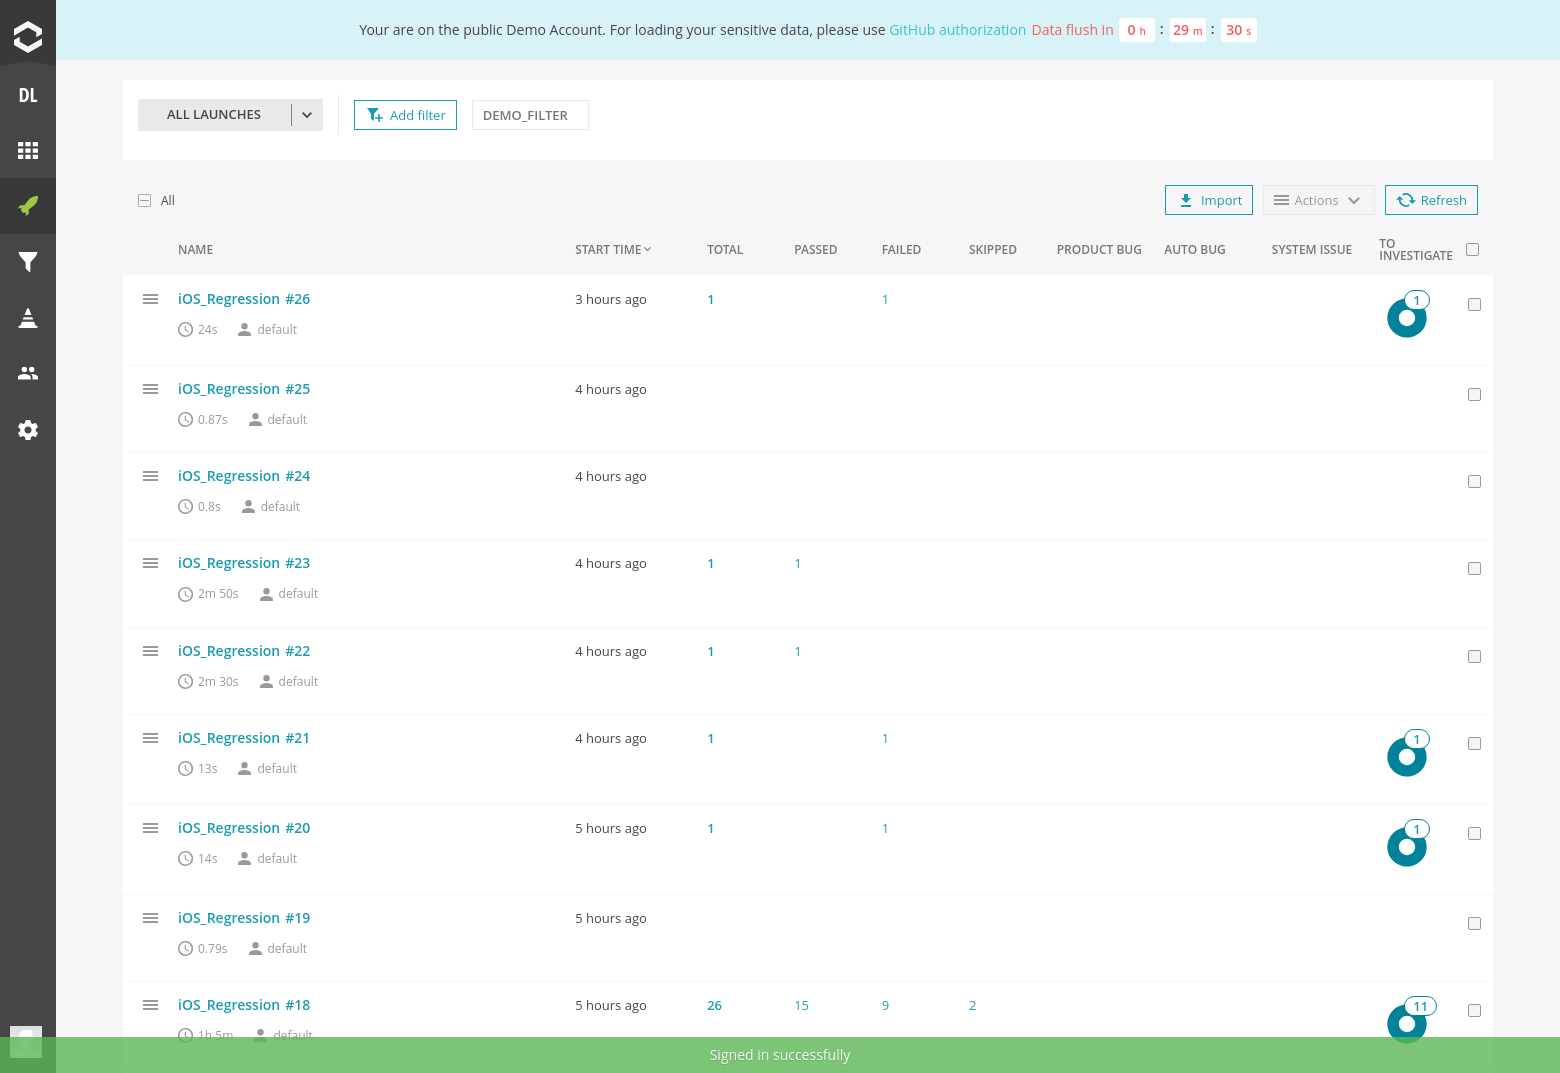 Your are on the public Demo Account. For loading your sensitive data, please use GitHub authorization Data flush in 0 h : 29 m : 30 s
DL
ALL LAUNCHES
Add filter
DEMO_FILTER
All
Import
Actions
Refresh
NAME START TIME TOTAL PASSED FAILED SKIPPED PRODUCT BUG AUTO BUG SYSTEM ISSUE TO INVESTIGATE
iOS_Regression #26 3 hours ago 1 1 1
24s default
iOS_Regression #25 4 hours ago
0.87s default
iOS_Regression #24 4 hours ago
0.8s default
iOS_Regression #23 4 hours ago 1 1
2m 50s default
iOS_Regression #22 4 hours ago 1 1
2m 30s default
iOS_Regression #21 4 hours ago 1 1 1
13s default
iOS_Regression #20 5 hours ago 1 1 1
14s default
iOS_Regression #19 5 hours ago
0.79s default
iOS_Regression #18 5 hours ago 26 15 9 2 11
1h 5m default
Signed in successfully